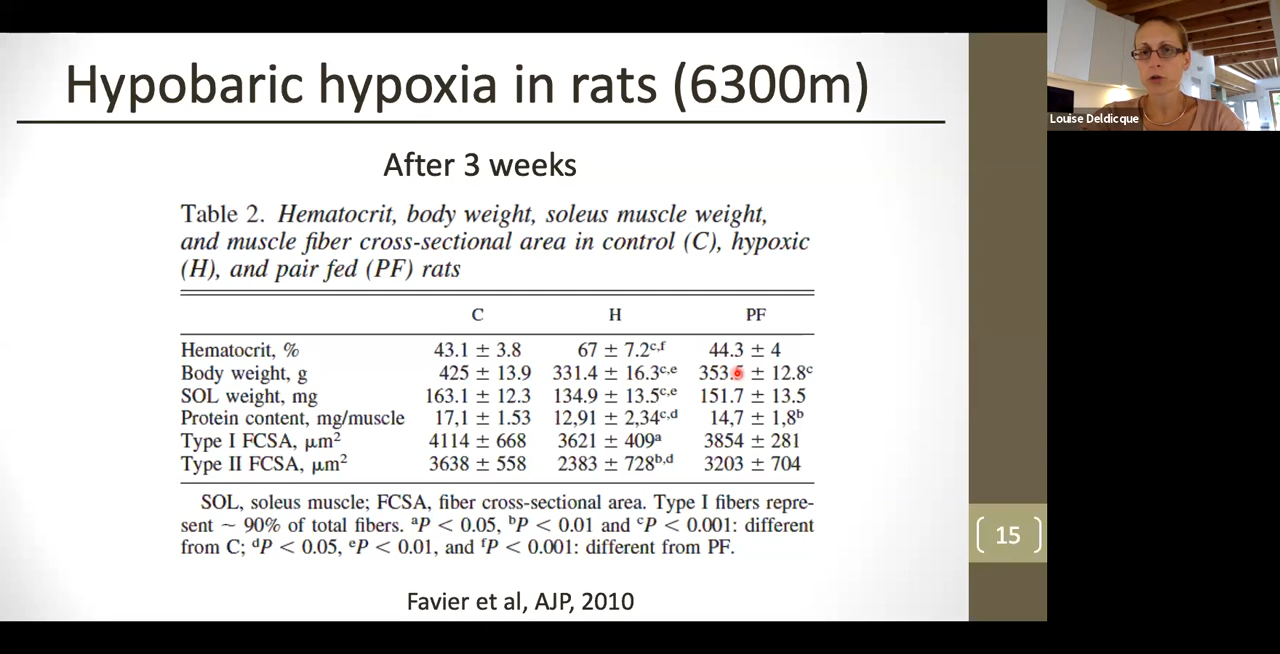 Hypobaric hypoxia in rats (6300m)
Louise Deldicque
After 3 weeks
Table 2. Hematocrit, body weight, soleus muscle weight,
and muscle fiber cross-sectional area in control (C), hypoxic
(H), and pair fed (PF) rats
C H PF
Hematocrit, % 43.1 ± 3.8 67 ± 7.2c,f 44.3 ± 4
Body weight, g 425 ± 13.9 331.4 ± 16.3c,e 353. ± 12.8c
SOL weight, mg 163.1 ± 12.3 134.9 ± 13.5c,e 151.7 ± 13.5
Protein content, mg/muscle 17,1 ± 1.53 12,91 ± 2,34c,d 14,7 ± 1,8b
Type I FCSA, μm2 4114 ± 668 3621 ± 409a 3854 ± 281
Type II FCSA, μm2 3638 ± 558 2383 ± 728b,d 3203 ± 704
SOL, soleus muscle; FCSA, fiber cross-sectional area. Type I fibers repre-
sent ~ 90% of total fibers. aP < 0.05, bP < 0.01 and cP < 0.001: different
from C; dP < 0.05, eP < 0.01, and fP < 0.001: different from PF.
15
Favier et al, AJP, 2010